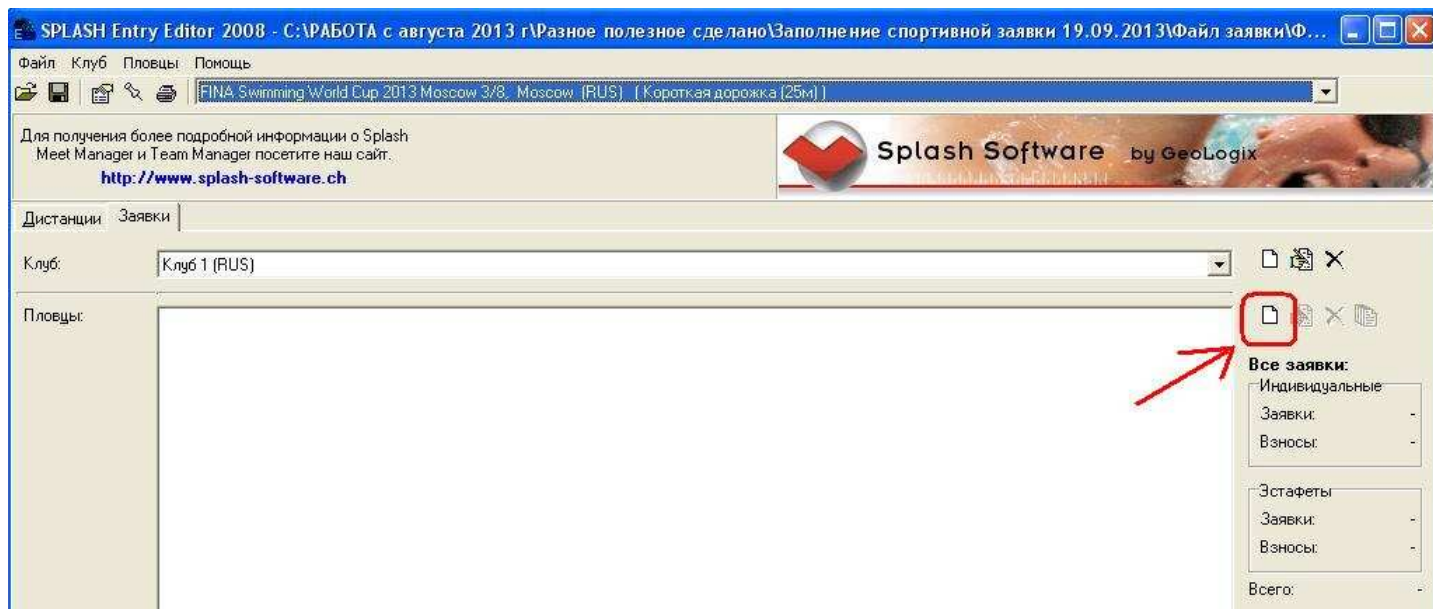 SPLASH Entry Editor 2008 - C:\РАБОТА с августа 2013 г\Разное полезное сделано\Заполнение спортивной заявки 19.09.2013\Файл заявки\Ф...
Файл Клуб Пловцы Помощь
FINA Swimming World Cup 2013 Moscow 3/8, Moscow (RUS) ( Короткая дорожка (25м) )
Для получения более подробной информации о Splash
Meet Manager и Team Manager посетите наш сайт.
http://www.splash-software.ch
Splash Software by GeoLogix
Дистанции Заявки
Клуб: Клуб 1 (RUS)
Пловцы:
Все заявки:
Индивидуальные
Заявки: -
Взносы: -
Эстафеты
Заявки: -
Взносы: -
Всего: -